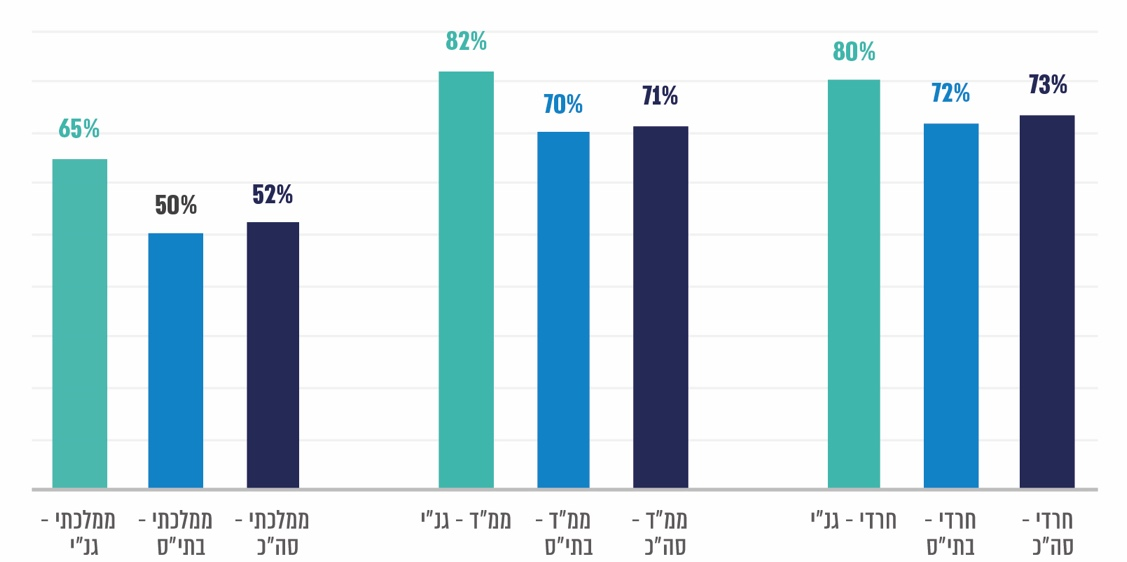 82%
80%
73%
72%
71%
70%
65%
52%
50%
ממלכתי -
גנ"י
ממלכתי -
בתי"ס
ממלכתי -
סה"כ
ממ"ד - גנ"י
ממ"ד -
בתי"ס
ממ"ד -
סה"כ
חרדי - גנ"י
חרדי -
בתי"ס
חרדי -
סה"כ